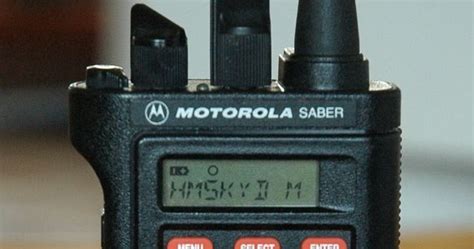 MOTOROLA SABER
HMSKYD M
MENU SELECT ENTER